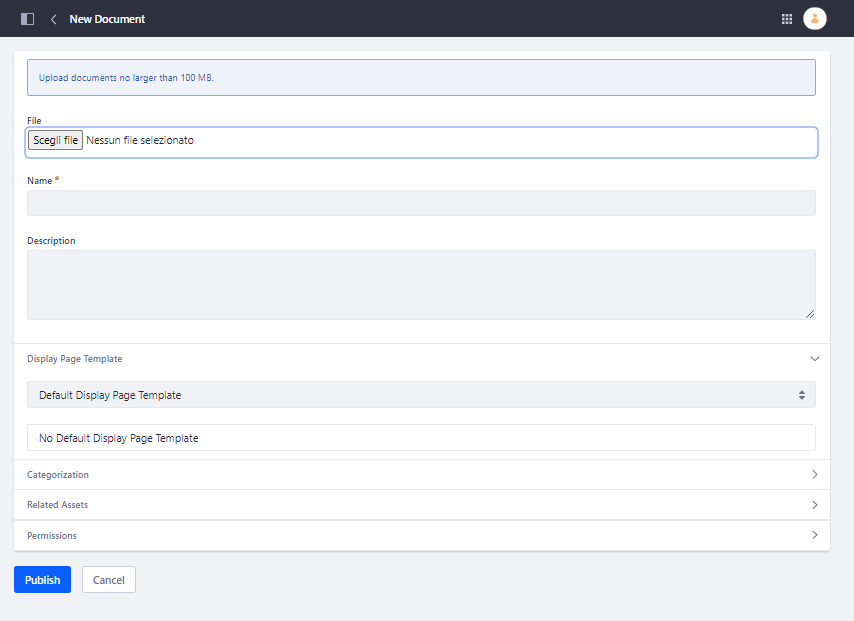 New Document
Upload documents no larger than 100 MB.
File
Scegli file Nessun file selezionato
Name *
Description
Display Page Template
Default Display Page Template
No Default Display Page Template
Categorization
Related Assets
Permissions
Publish Cancel